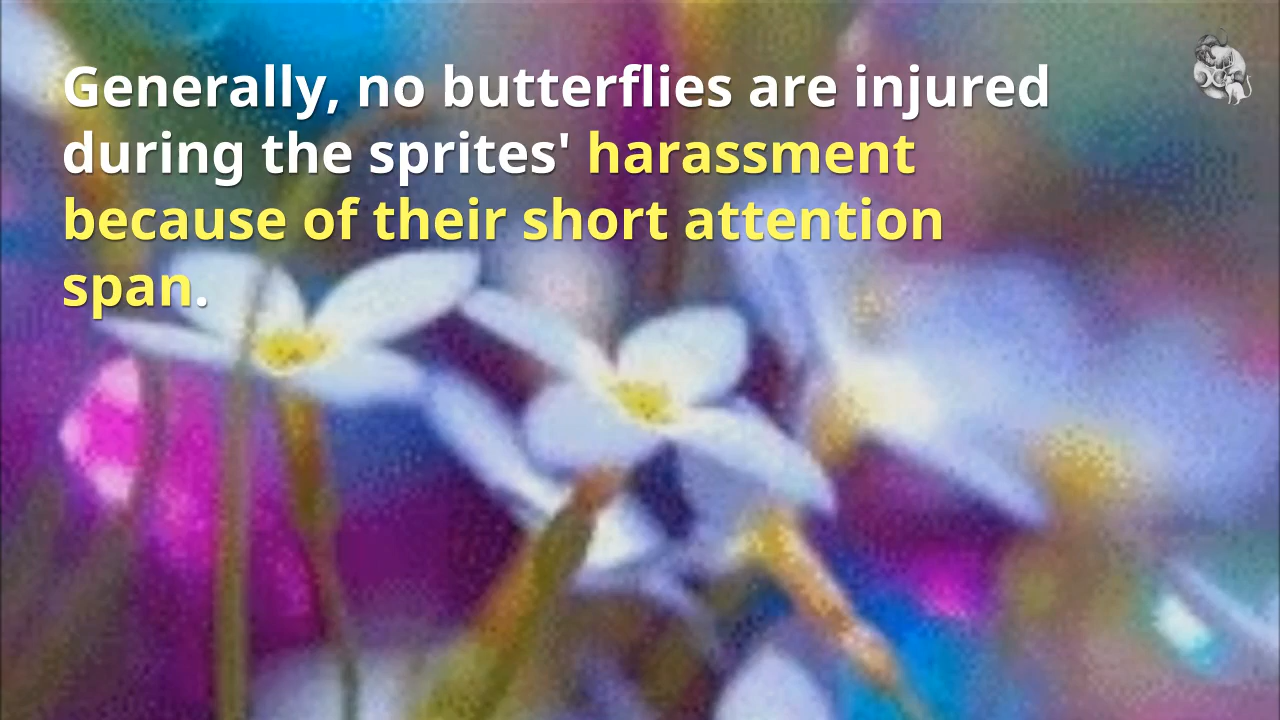 Generally, no butterflies are injured
during the sprites' harassment
because of their short attention
span.